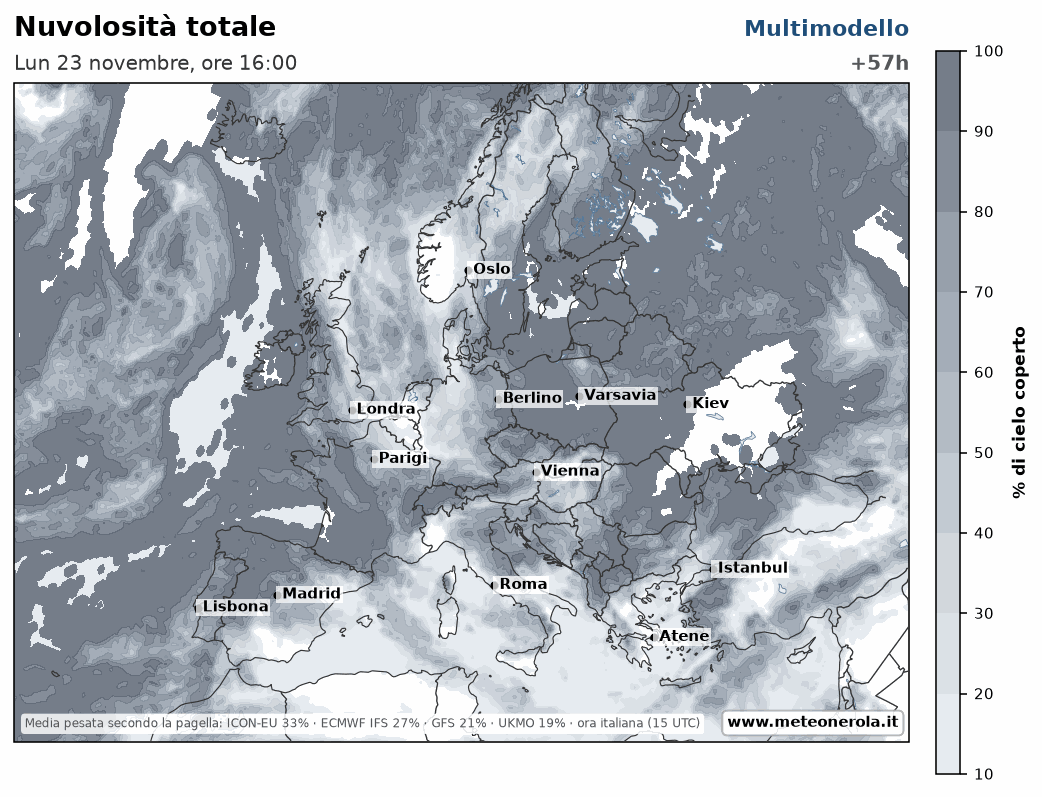 Nuvolosità totale
Multimodello
Lun 23 novembre, ore 16:00
+57h
100
90
80
70
60
50
40
30
20
10
% di cielo coperto
Oslo
Berlino
Varsavia
Kiev
Londra
Parigi
Vienna
Istanbul
Roma
Madrid
Lisbona
Atene
Media pesata secondo la pagella: ICON-EU 33% · ECMWF IFS 27% · GFS 21% · UKMO 19% · ora italiana (15 UTC)
www.meteonerola.it